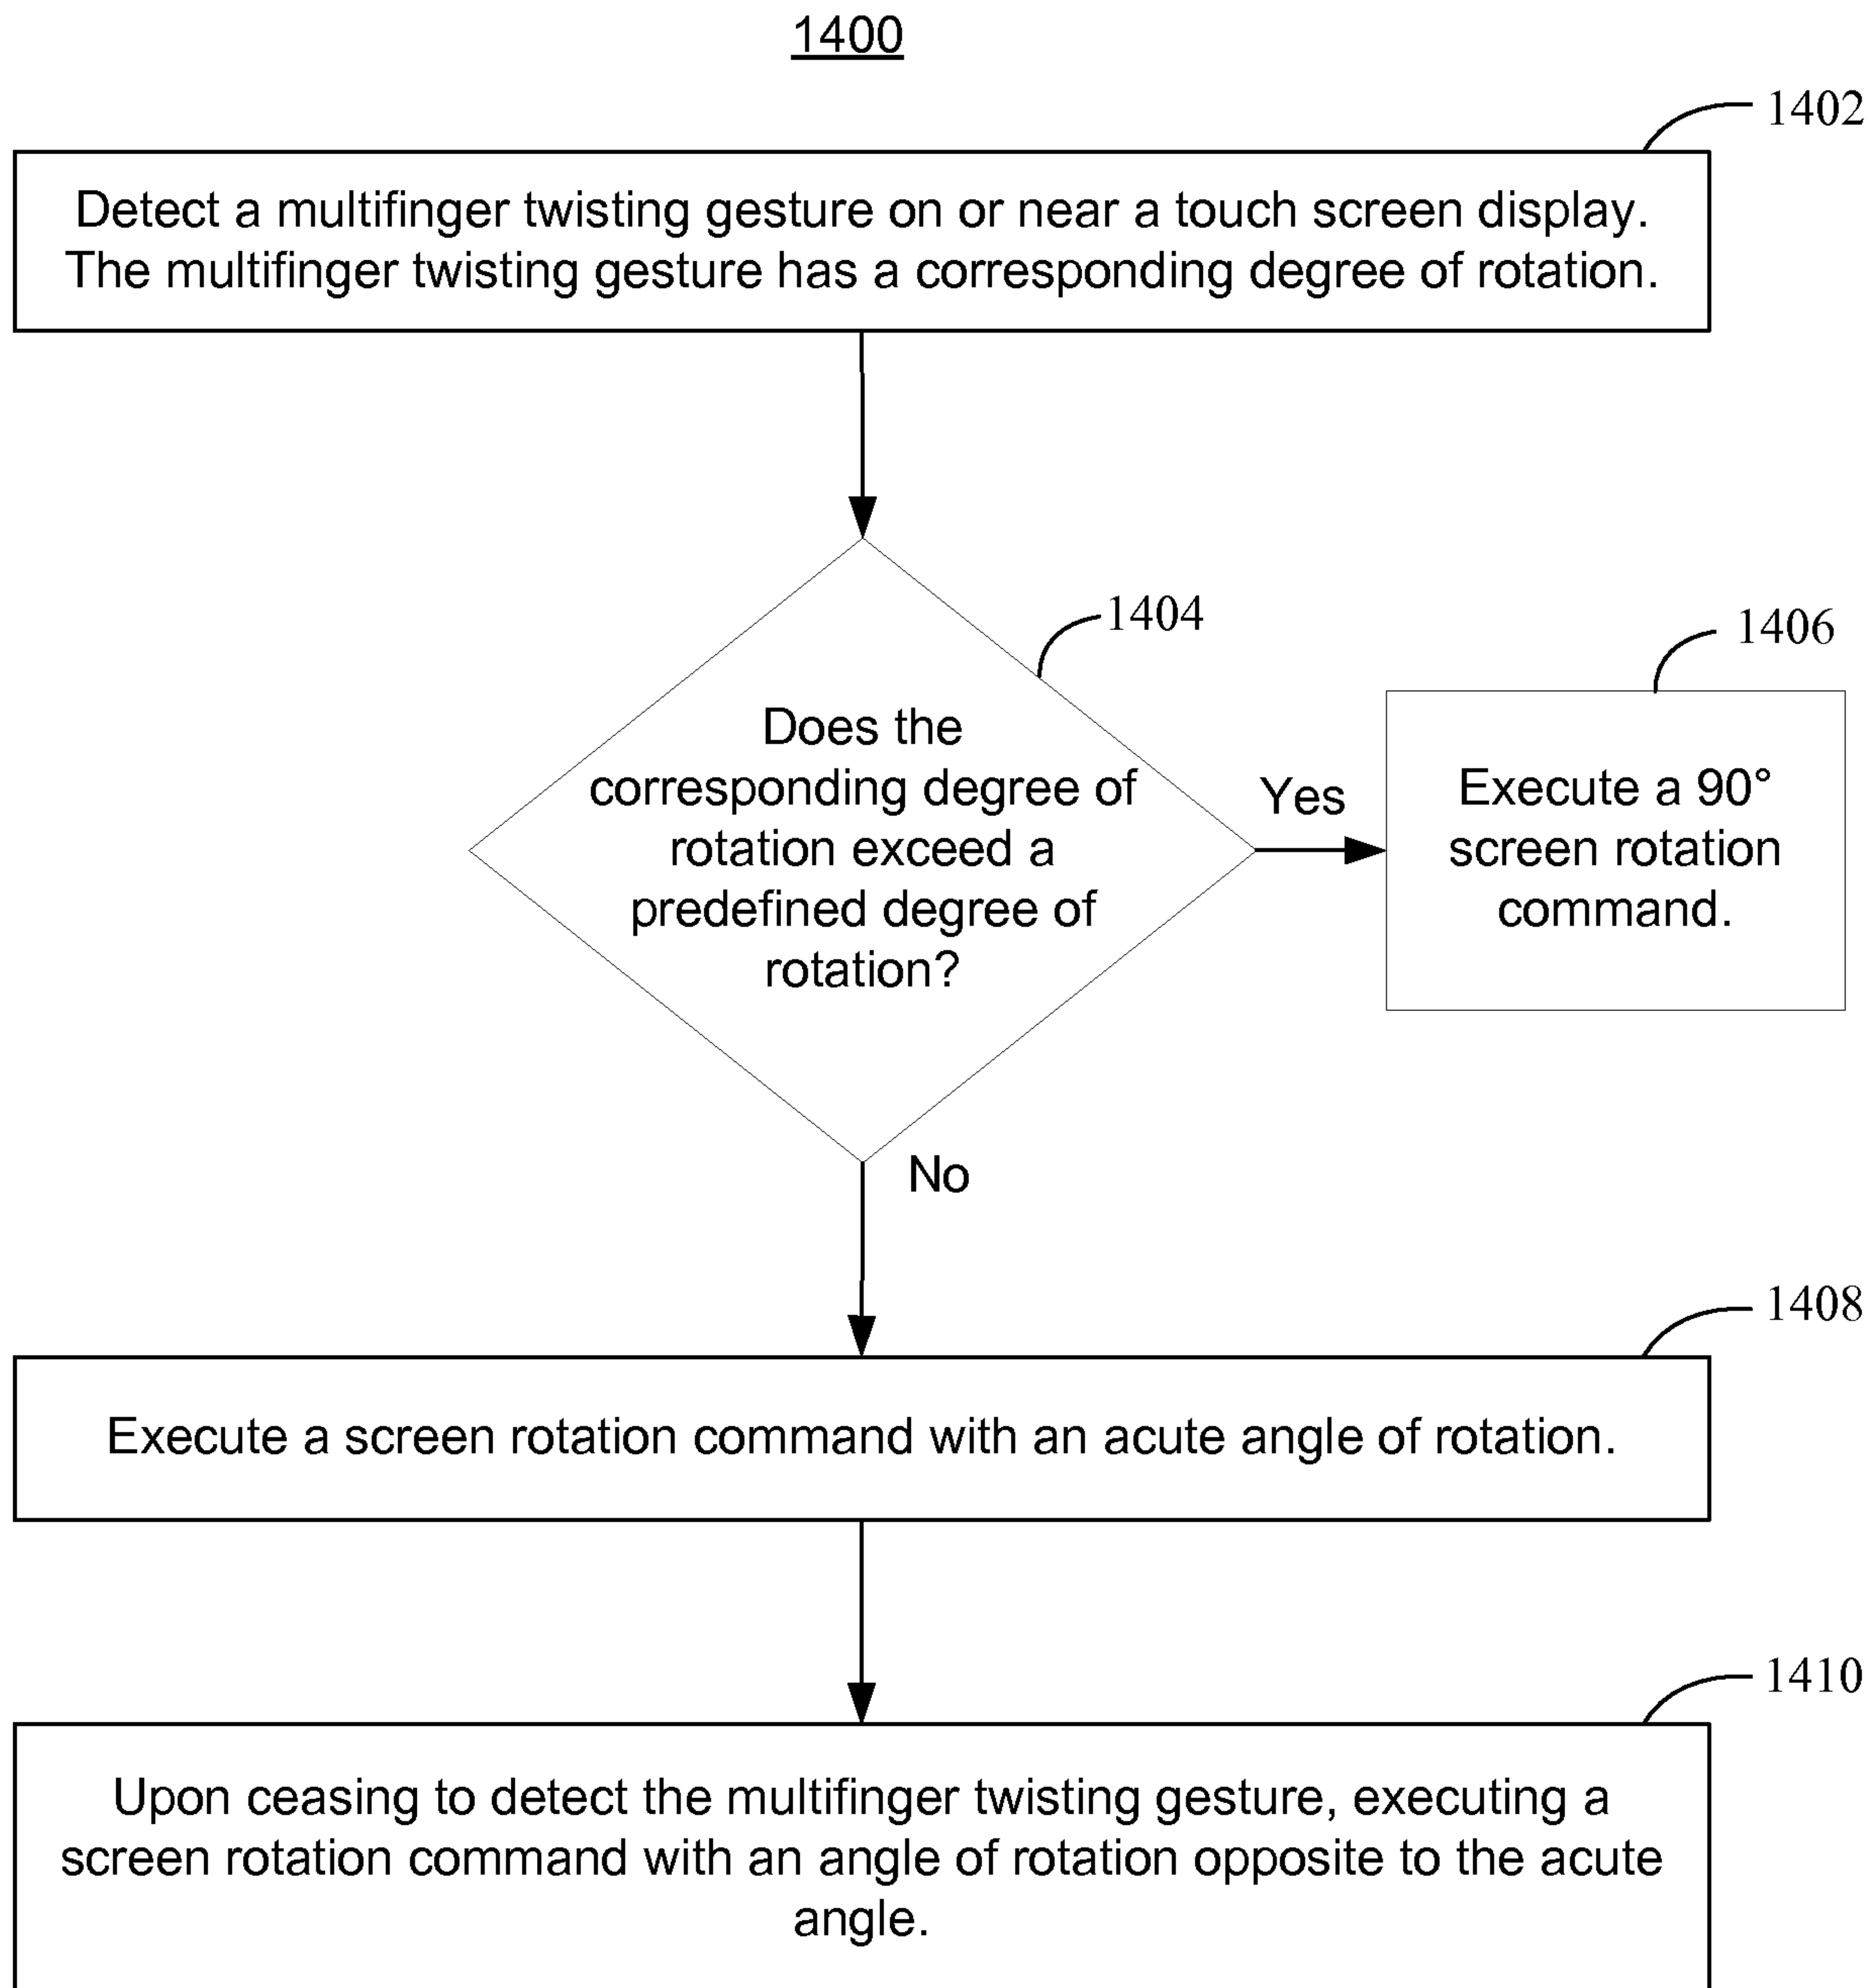 1400
1402
Detect a multifinger twisting gesture on or near a touch screen display.
The multifinger twisting gesture has a corresponding degree of rotation.
1404
Does the
corresponding degree of
rotation exceed a
predefined degree of
rotation?
Yes
1406
Execute a 90°
screen rotation
command.
No
1408
Execute a screen rotation command with an acute angle of rotation.
1410
Upon ceasing to detect the multifinger twisting gesture, executing a
screen rotation command with an angle of rotation opposite to the acute
angle.